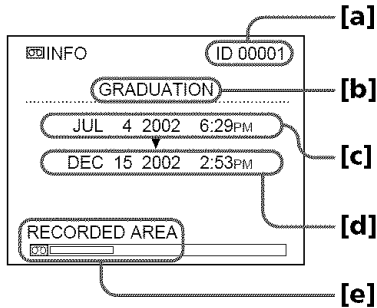 [a]
INFO ID 00001
GRADUATION [b]
JUL 4 2002 6:29PM
[c]
DEC 15 2002 2:53PM
[d]
RECORDED AREA
[e]